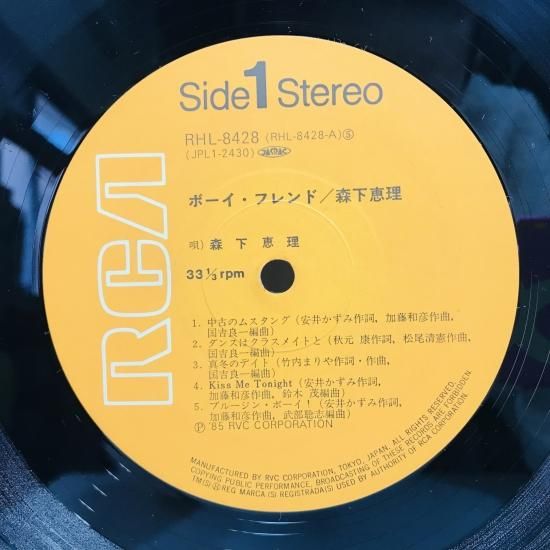 Side 1 Stereo
RHL-8428 (RHL-8428-A)Ⓢ
(JPL1-2430) JASRAC
RCA
ボーイ・フレンド／森下恵理
唄) 森下恵理
33 1/3 rpm
1. 中古のムスタング (安井かずみ作詞, 加藤和彦作曲,
国吉良一編曲)
2. ダンスはクラスメイトと (秋元 康作詞, 松尾清憲作曲,
国吉良一編曲)
3. 真冬のデイト (竹内まりや作詞・作曲,
国吉良一編曲)
4. Kiss Me Tonight (安井かずみ作詞,
加藤和彦作曲, 鈴木 茂編曲)
5. ブルージン・ボーイ! (安井かずみ作詞,
加藤和彦作曲, 武部聡志編曲)
Ⓟ '85 RVC CORPORATION
MANUFACTURED BY RVC CORPORATION, TOKYO, JAPAN. ALL RIGHTS RESERVED.
COPYING PUBLIC PERFORMANCE, BROADCASTING OF THESE RECORDS ARE FORBIDDEN.
TM(S) ® REG MARCA (S) REGISTRADA(S) USED BY AUTHORITY OF RCA CORPORATION.